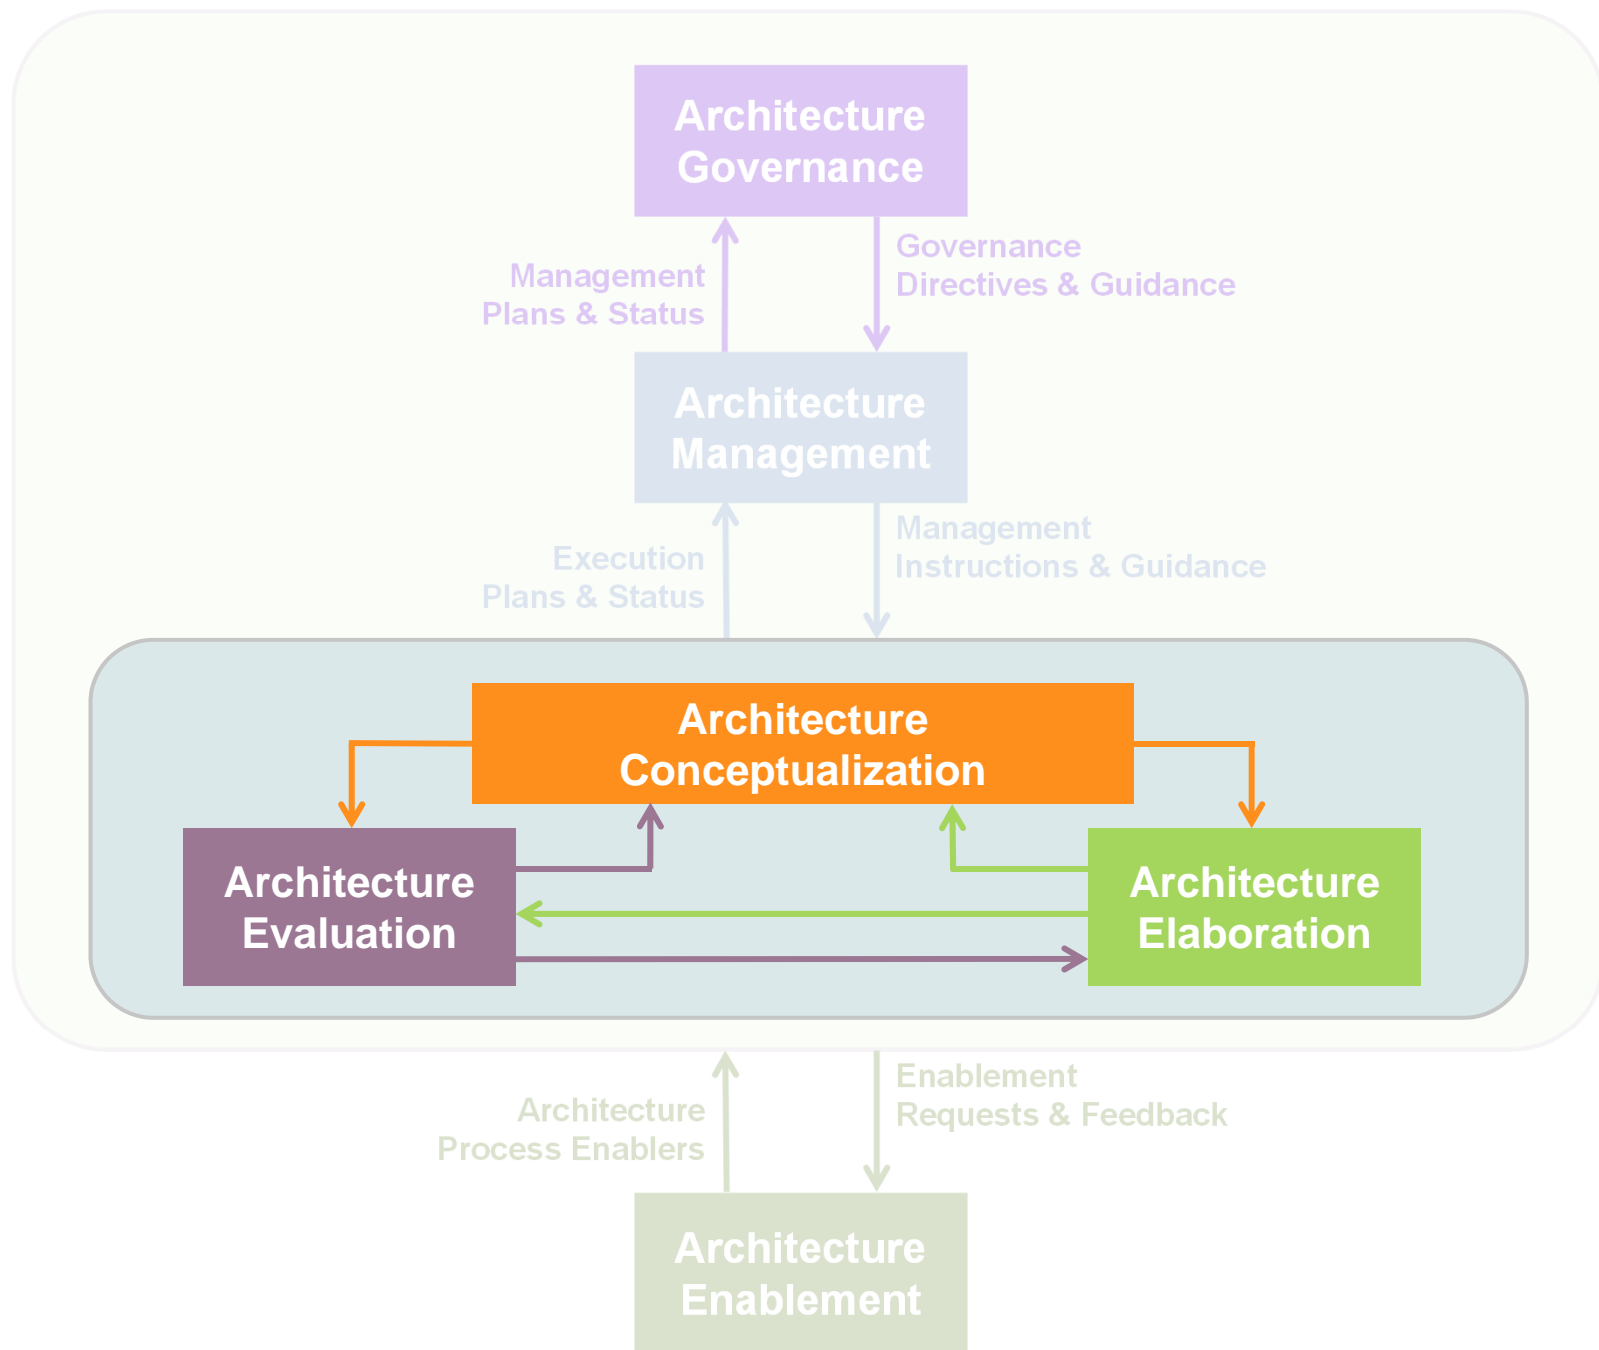 Architecture
Governance
Management
Plans & Status
Governance
Directives & Guidance
Architecture
Management
Execution
Plans & Status
Management
Instructions & Guidance
Architecture
Conceptualization
Architecture
Evaluation
Architecture
Elaboration
Architecture
Process Enablers
Enablement
Requests & Feedback
Architecture
Enablement